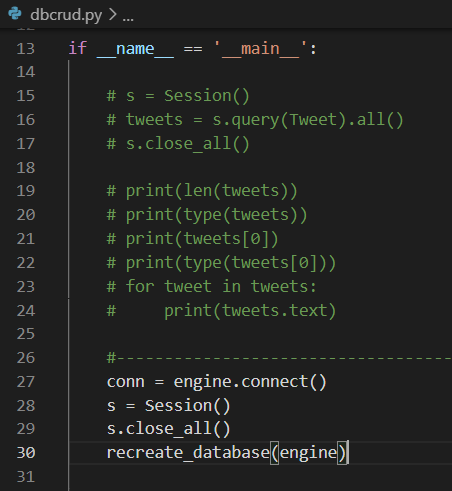 dbcrud.py > ...
13 if __name__ == '__main__':
14
15 # s = Session()
16 # tweets = s.query(Tweet).all()
17 # s.close_all()
18
19 # print(len(tweets))
20 # print(type(tweets))
21 # print(tweets[0])
22 # print(type(tweets[0]))
23 # for tweet in tweets:
24 #     print(tweets.text)
25
26 #-----------------------------------
27 conn = engine.connect()
28 s = Session()
29 s.close_all()
30 recreate_database(engine)
31